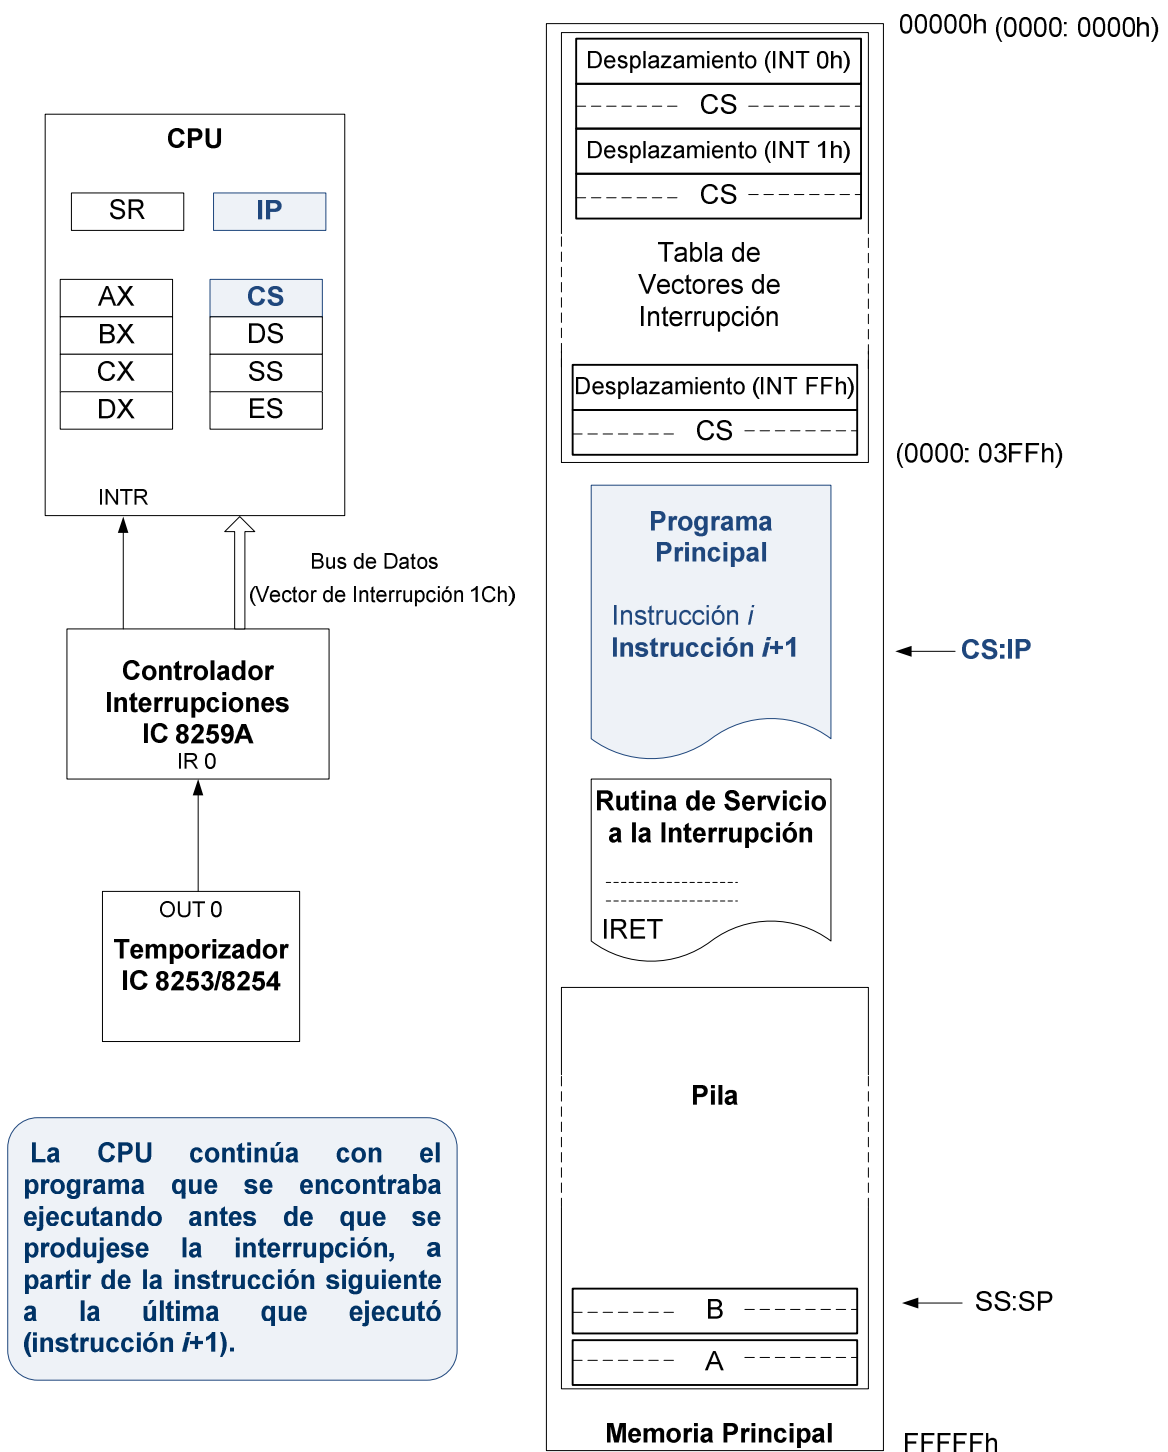 00000h (0000: 0000h)
Desplazamiento (INT 0h)
CS
Desplazamiento (INT 1h)
CS
Tabla de
Vectores de
Interrupción
Desplazamiento (INT FFh)
CS
(0000: 03FFh)
CPU
SR
IP
AX
CS
BX
DS
CX
SS
DX
ES
INTR
Bus de Datos
(Vector de Interrupción 1Ch)
Controlador
Interrupciones
IC 8259A
IR 0
OUT 0
Temporizador
IC 8253/8254
Programa
Principal
Instrucción i
Instrucción i+1
CS:IP
Rutina de Servicio
a la Interrupción
IRET
Pila
B
SS:SP
A
Memoria Principal
FFFFFh
La CPU continúa con el
programa que se encontraba
ejecutando antes de que se
produjese la interrupción, a
partir de la instrucción siguiente
a la última que ejecutó
(instrucción i+1).